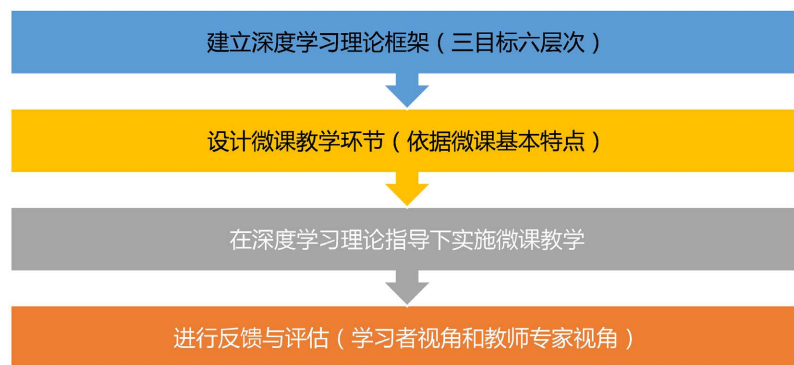 建立深度学习理论框架（三目标六层次）
设计微课教学环节（依据微课基本特点）
在深度学习理论指导下实施微课教学
进行反馈与评估（学习者视角和教师专家视角）